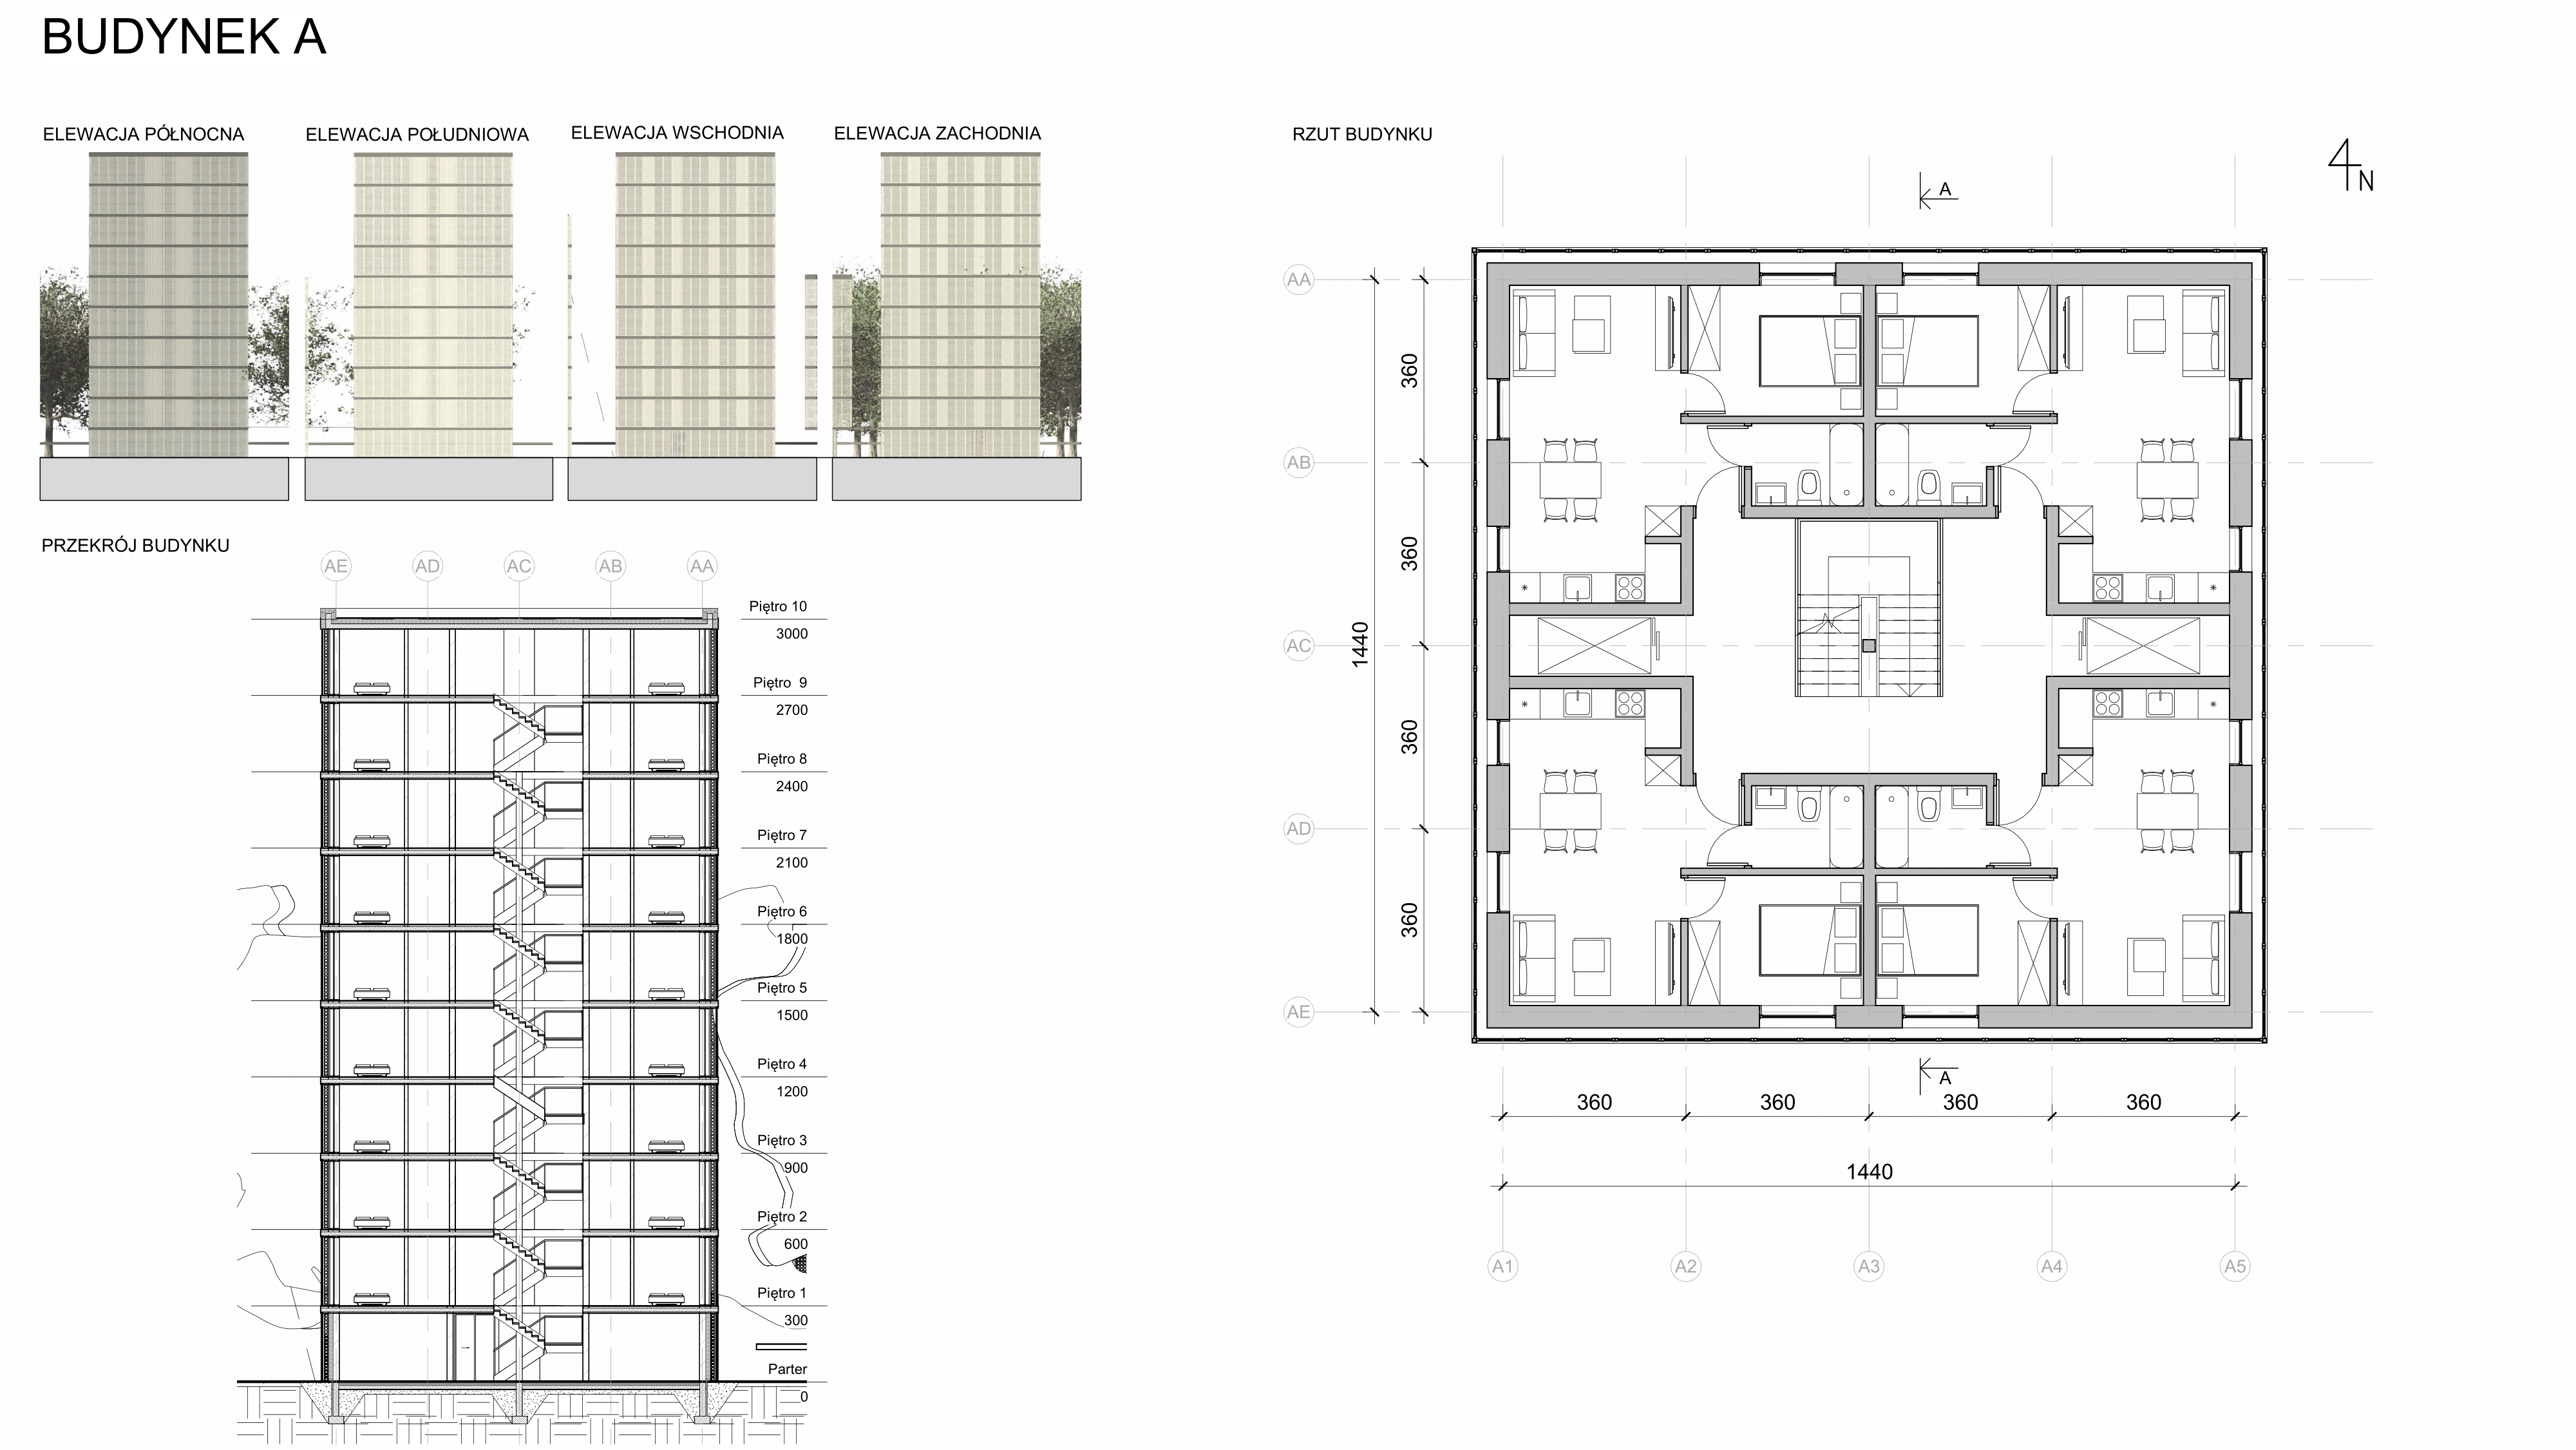 BUDYNEK A
ELEWACJA PÓŁNOCNA
ELEWACJA POŁUDNIOWA
ELEWACJA WSCHODNIA
ELEWACJA ZACHODNIA
PRZEKRÓJ BUDYNKU
AE AD AC AB AA
Piętro 10
3000
Piętro 9
2700
Piętro 8
2400
Piętro 7
2100
Piętro 6
1800
Piętro 5
1500
Piętro 4
1200
Piętro 3
900
Piętro 2
600
Piętro 1
300
Parter
0
RZUT BUDYNKU
N
A
AA
360
AB
360
1440
AC
360
AD
360
AE
A
360 360 360 360
1440
A1 A2 A3 A4 A5